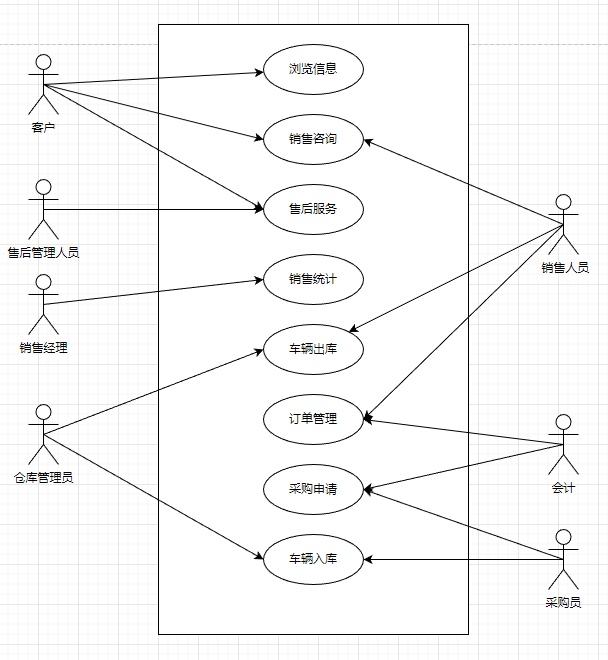 浏览信息
客户
销售咨询
售后服务
售后管理人员
销售人员
销售统计
销售经理
车辆出库
订单管理
仓库管理员
采购申请
会计
车辆入库
采购员